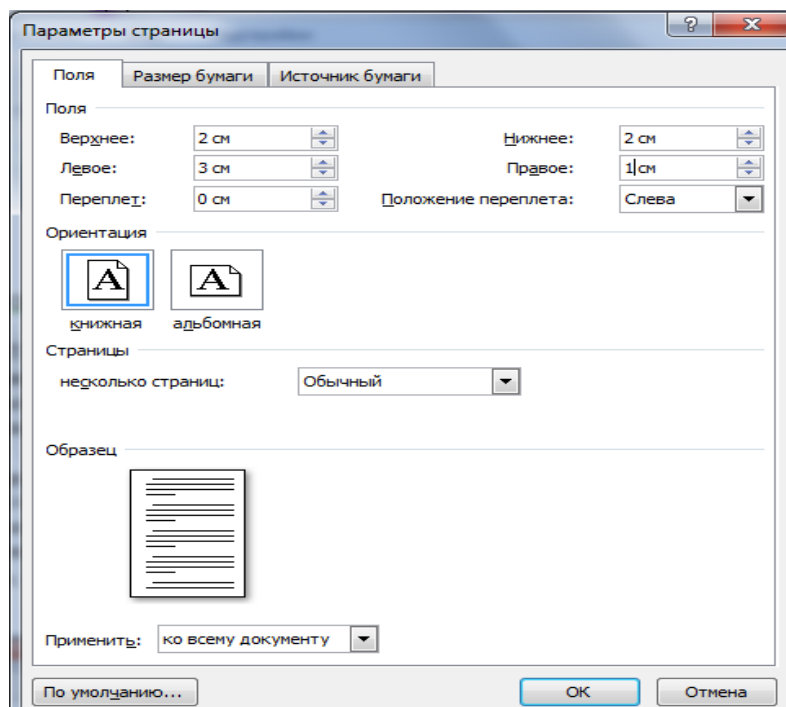 Параметры страницы
Поля Размер бумаги Источник бумаги
Поля
Верхнее: 2 см Нижнее: 2 см
Левое: 3 см Правое: 1 см
Переплет: 0 см Положение переплета: Слева
Ориентация
A A
книжная альбомная
Страницы
несколько страниц: Обычный
Образец
Применить: ко всему документу
По умолчанию... ОК Отмена